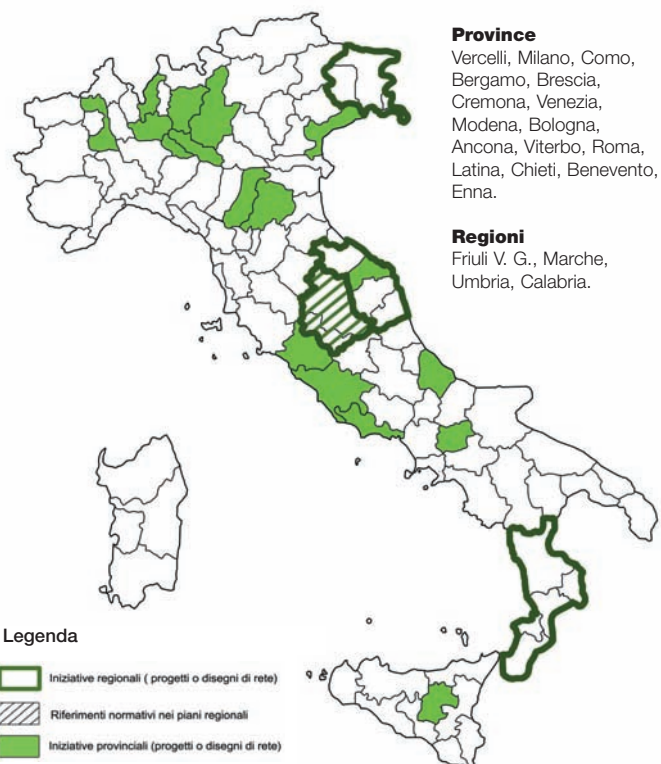 Province
Vercelli, Milano, Como,
Bergamo, Brescia,
Cremona, Venezia,
Modena, Bologna,
Ancona, Viterbo, Roma,
Latina, Chieti, Benevento,
Enna.
Regioni
Friuli V. G., Marche,
Umbria, Calabria.
Legenda
Iniziative regionali ( progetti o disegni di rete)
Riferimenti normativi nei piani regionali
Iniziative provinciali (progetti o disegni di rete)